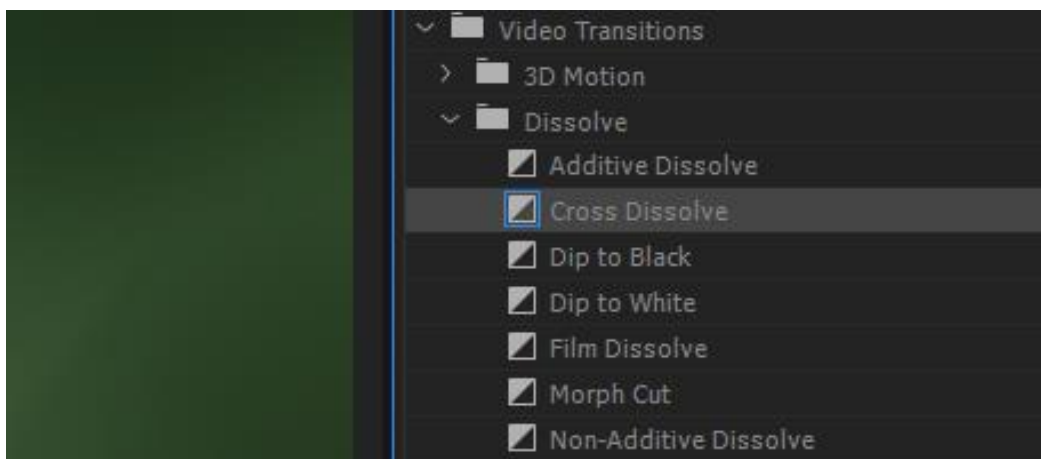 Video Transitions
3D Motion
Dissolve
Additive Dissolve
Cross Dissolve
Dip to Black
Dip to White
Film Dissolve
Morph Cut
Non-Additive Dissolve